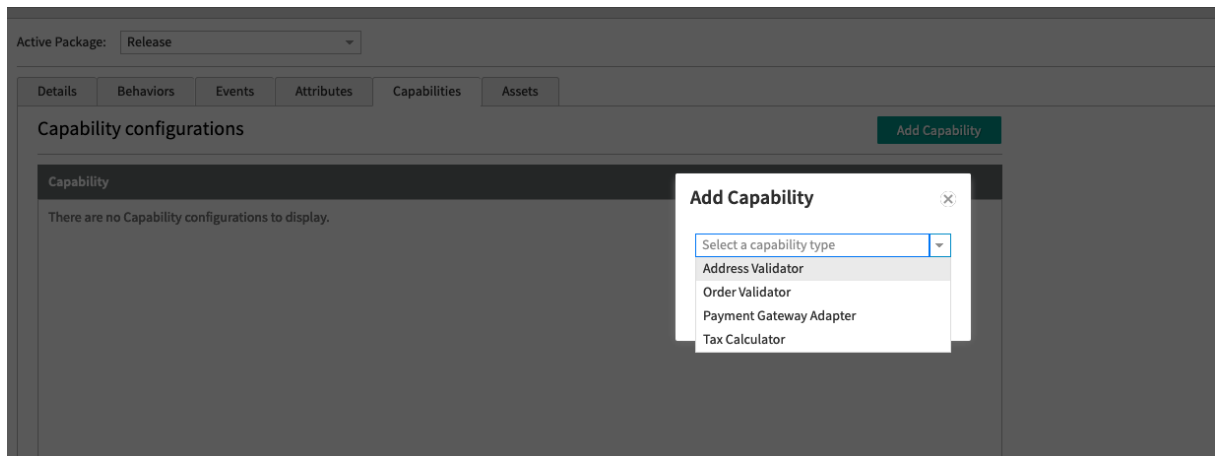 Active Package: Release
Details Behaviors Events Attributes Capabilities Assets
Capability configurations
Add Capability
Capability
There are no Capability configurations to display.
Add Capability
Select a capability type
Address Validator
Order Validator
Payment Gateway Adapter
Tax Calculator